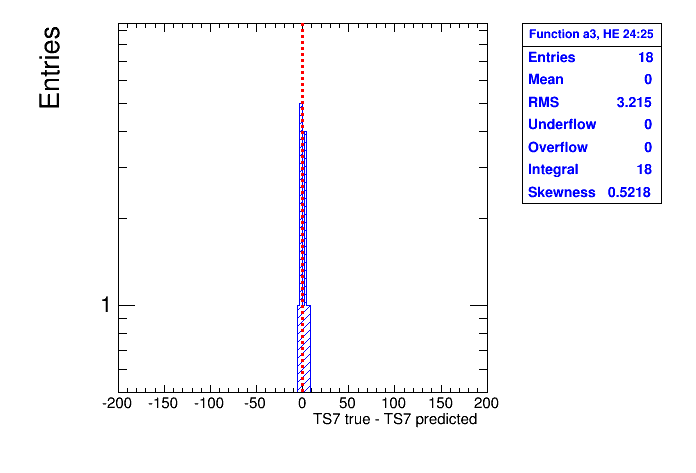 Entries
1
-200 -150 -100 -50 0 50 100 150 200
TS7 true - TS7 predicted
Function a3, HE 24:25
Entries 18
Mean 0
RMS 3.215
Underflow 0
Overflow 0
Integral 18
Skewness 0.5218